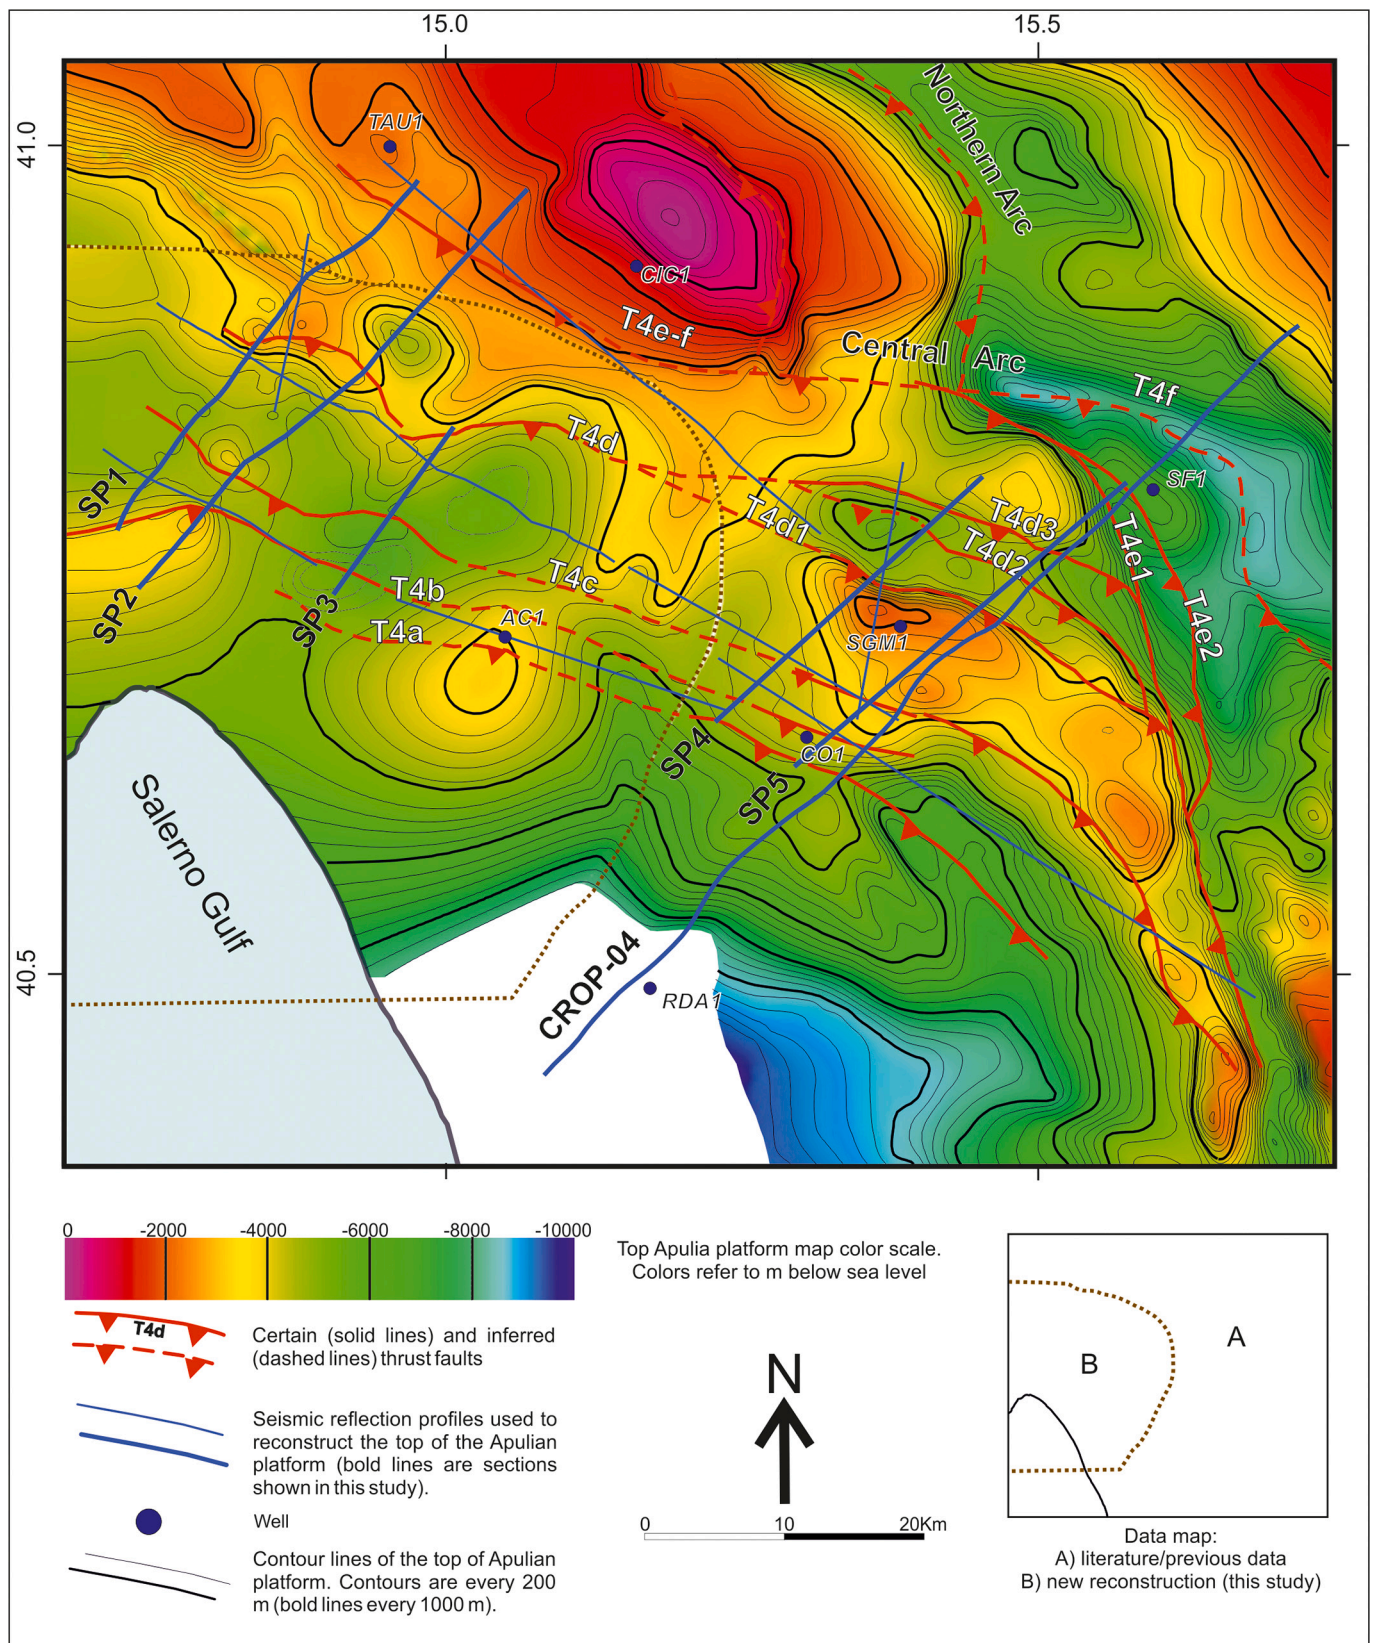 15.0
15.5
41.0
40.5
Northern Arc
TAU1
CIC1
T4e-f
Central Arc
T4f
T4d
SF1
SP1
T4d1
T4d3
T4d2
T4e1
T4c
T4b
SP2
SP3
AC1
T4a
SGM1
T4e2
SP4
CO1
SP5
Salerno Gulf
CROP-04
RDA1
0
-2000
-4000
-6000
-8000
-10000
Top Apulia platform map color scale.
Colors refer to m below sea level
T4d
Certain (solid lines) and inferred
(dashed lines) thrust faults
Seismic reflection profiles used to
reconstruct the top of the Apulian
platform (bold lines are sections
shown in this study).
Well
Contour lines of the top of Apulian
platform. Contours are every 200
m (bold lines every 1000 m).
N
0
10
20Km
A
B
Data map:
A) literature/previous data
B) new reconstruction (this study)